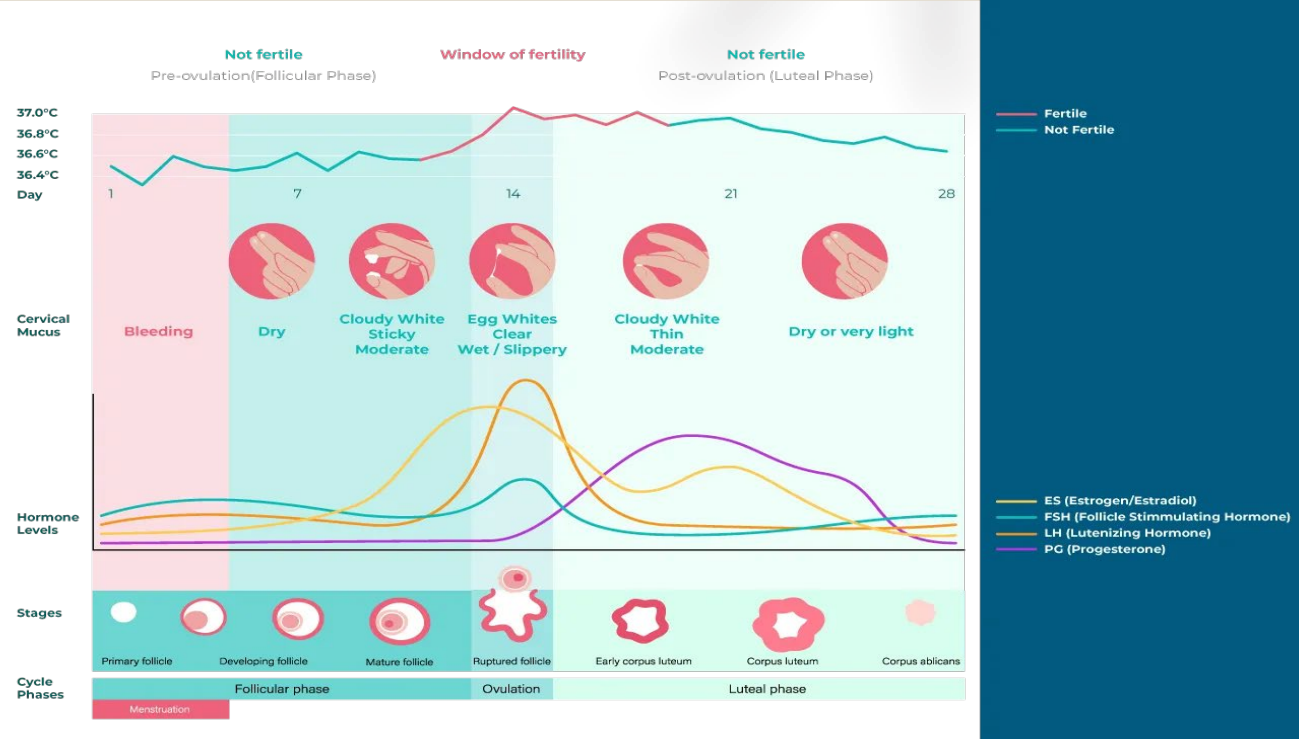 Not fertile
Pre-ovulation(Follicular Phase)
Window of fertility
Not fertile
Post-ovulation (Luteal Phase)
37.0°C
36.8°C
36.6°C
36.4°C
Day
1
7
14
21
28
Fertile
Not Fertile
Cervical
Mucus
Bleeding
Dry
Cloudy White
Sticky
Moderate
Egg Whites
Clear
Wet / Slippery
Cloudy White
Thin
Moderate
Dry or very light
Hormone
Levels
ES (Estrogen/Estradiol)
FSH (Follicle Stimmulating Hormone)
LH (Lutenizing Hormone)
PG (Progesterone)
Stages
Primary follicle
Developing follicle
Mature follicle
Ruptured follicle
Early corpus luteum
Corpus luteum
Corpus ablicans
Cycle
Phases
Follicular phase
Ovulation
Luteal phase
Menstruation